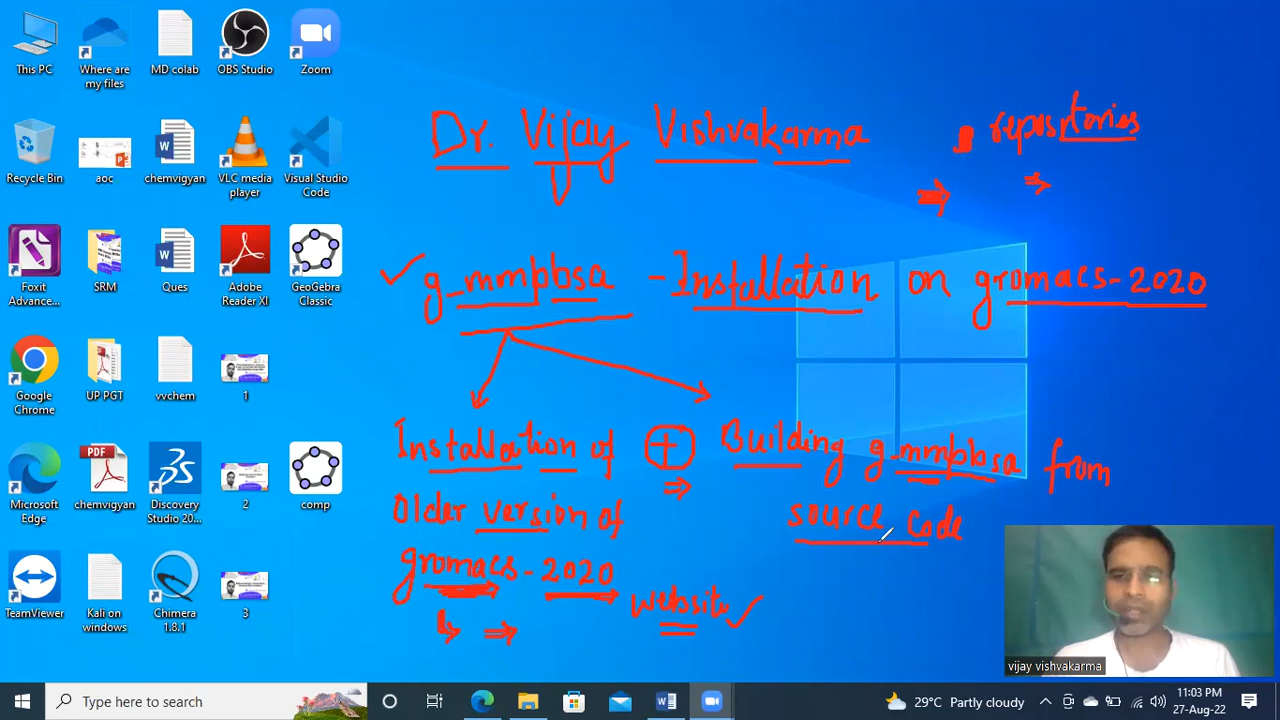 This PC
Where are my files
MD colab
OBS Studio
Zoom
Recycle Bin
aoc
chemvigyan
VLC media player
Visual Studio Code
Foxit Advance...
SRM
Ques
Adobe Reader XI
GeoGebra Classic
Google Chrome
UP PGT
vvchem
1
Microsoft Edge
chemvigyan
Discovery Studio 20...
2
comp
TeamViewer
Kali on windows
Chimera 1.8.1
3
Dr. Vijay Vishvakarma
repositories
g_mmpbsa - Installation on gromacs-2020
Installation of
Older version of
gromacs-2020
website
+
Building g_mmpbsa from
source code
vijay vishvakarma
Type here to search
29°C Partly cloudy
11:03 PM
27-Aug-22